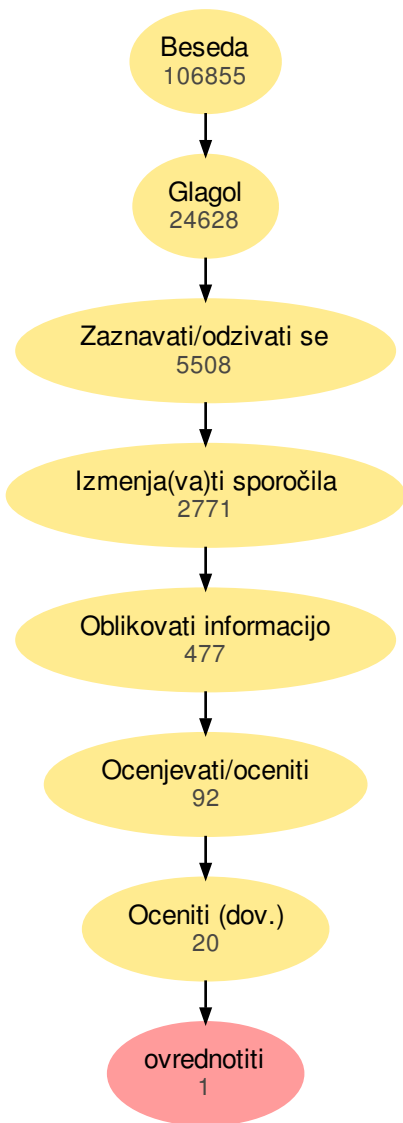 Beseda
106855
Glagol
24628
Zaznavati/odzivati se
5508
Izmenja(va)ti sporočila
2771
Oblikovati informacijo
477
Ocenjevati/oceniti
92
Oceniti (dov.)
20
ovrednotiti
1